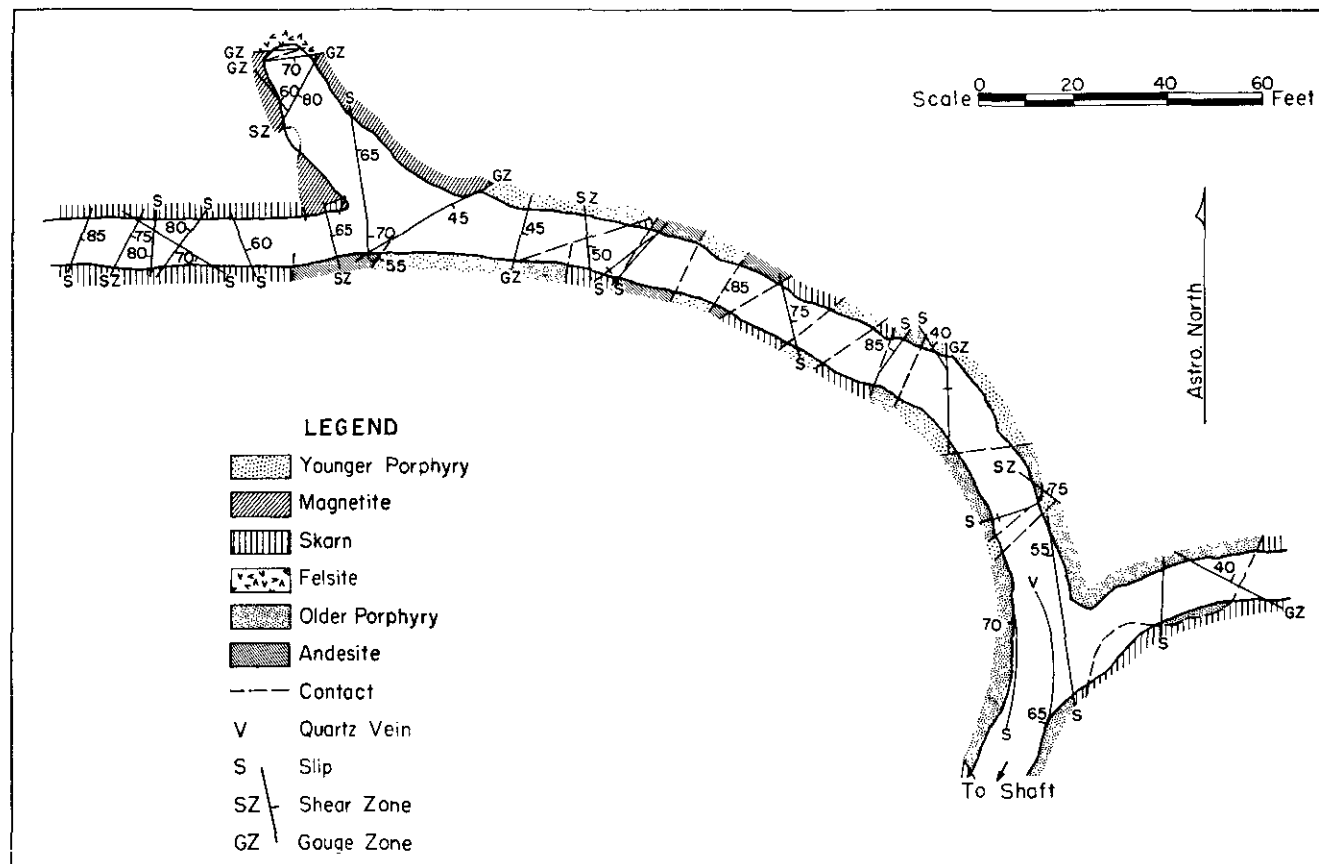 GZ GZ
GZ 70
60 80
SZ
S
65
0 20 40 60
Scale Feet
Astro. North
GZ
45
SZ
45
50
GZ
S S
S S
85 75 80 60 65 70
80 70 55
S SZ S S S SZ
85
75
S
S S
85 40 GZ
SZ
75
S
55
V
70
65
S
S
S
40
GZ
To Shaft
LEGEND
Younger Porphyry
Magnetite
Skarn
Felsite
Older Porphyry
Andesite
Contact
V Quartz Vein
S Slip
SZ Shear Zone
GZ Gouge Zone